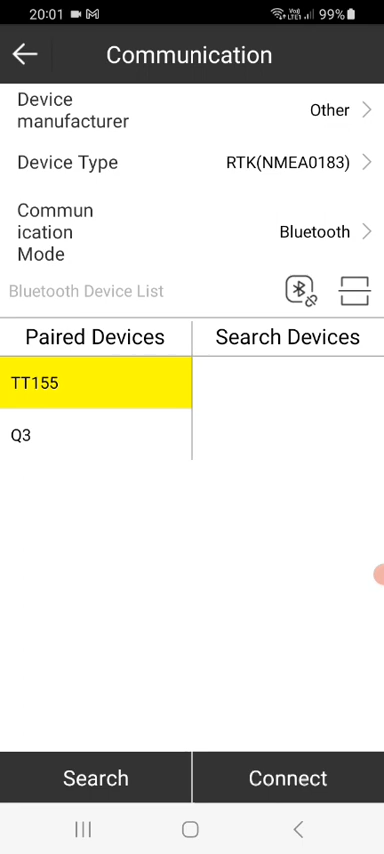 20:01 99%
Communication
Device
manufacturer
Other
Device Type RTK(NMEA0183)
Commun
ication
Mode
Bluetooth
Bluetooth Device List
Paired Devices Search Devices
TT155
Q3
Search Connect